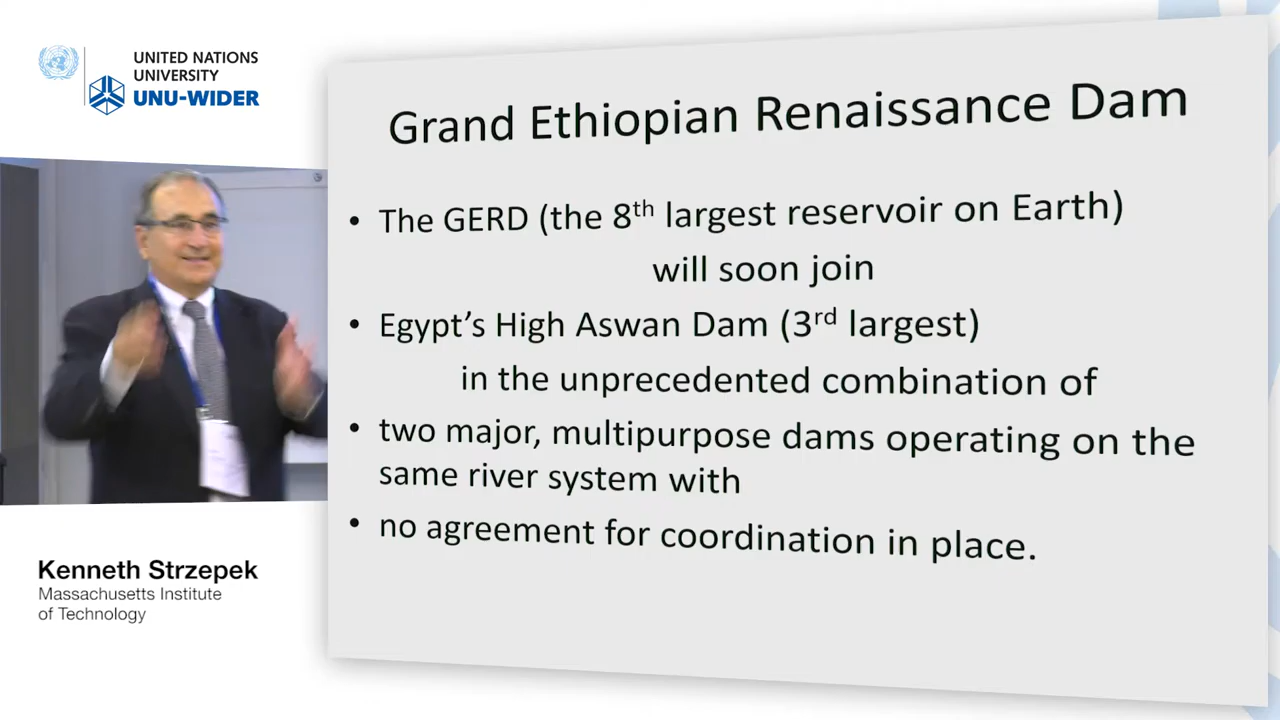 UNITED NATIONS
UNIVERSITY
UNU-WIDER
Grand Ethiopian Renaissance Dam
• The GERD (the 8th largest reservoir on Earth)
will soon join
• Egypt’s High Aswan Dam (3rd largest)
in the unprecedented combination of
• two major, multipurpose dams operating on the
same river system with
• no agreement for coordination in place.
Kenneth Strzepek
Massachusetts Institute
of Technology